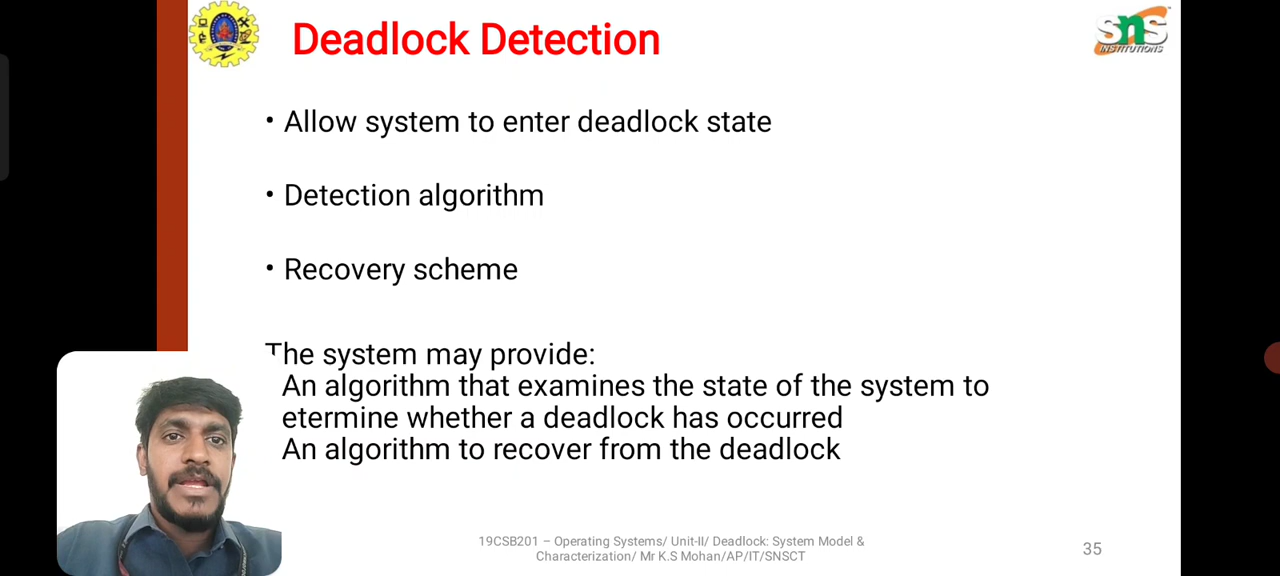 Deadlock Detection
SNS
INSTITUTIONS
• Allow system to enter deadlock state
• Detection algorithm
• Recovery scheme
The system may provide:
An algorithm that examines the state of the system to
etermine whether a deadlock has occurred
An algorithm to recover from the deadlock
19CSB201 – Operating Systems/ Unit-II/ Deadlock: System Model &
Characterization/ Mr K.S Mohan/AP/IT/SNSCT
35